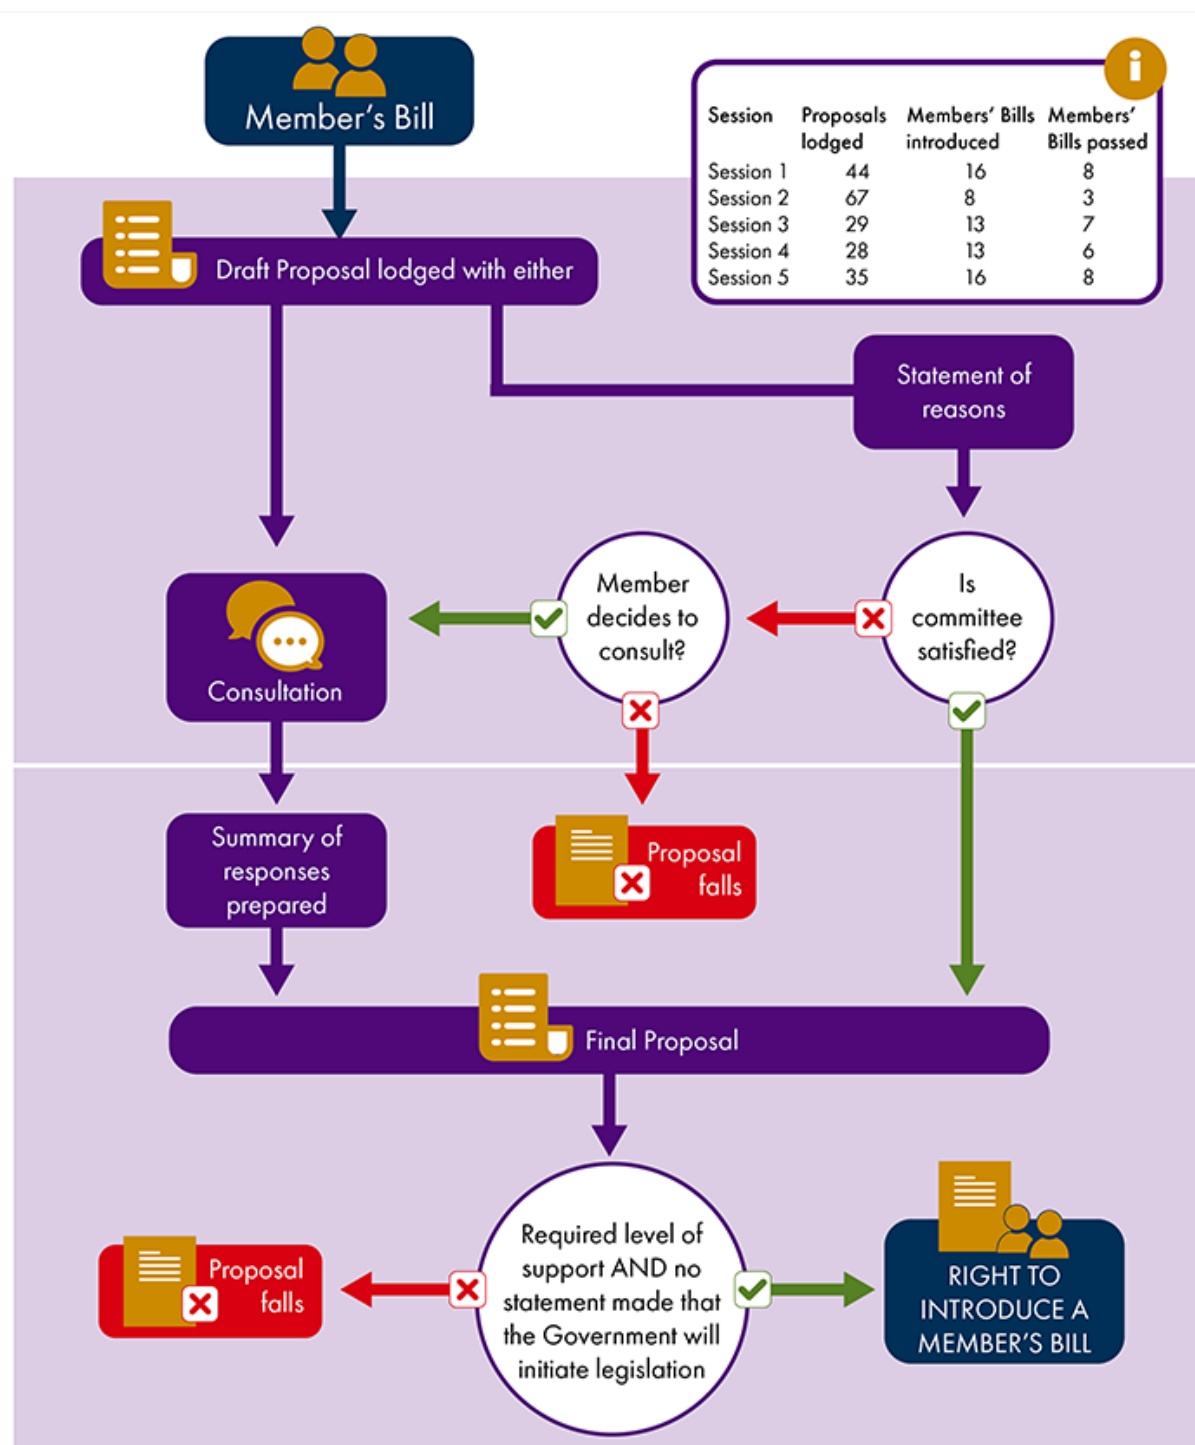 Member's Bill
i
Session Proposals lodged Members' Bills introduced Members' Bills passed
Session 1 44 16 8
Session 2 67 8 3
Session 3 29 13 7
Session 4 28 13 6
Session 5 35 16 8
Draft Proposal lodged with either
Statement of
reasons
Is
committee
satisfied?
Member
decides to
consult?
Consultation
Summary of
responses
prepared
Proposal
falls
Final Proposal
Required level of
support AND no
statement made that
the Government will
initiate legislation
Proposal
falls
RIGHT TO
INTRODUCE A
MEMBER'S BILL